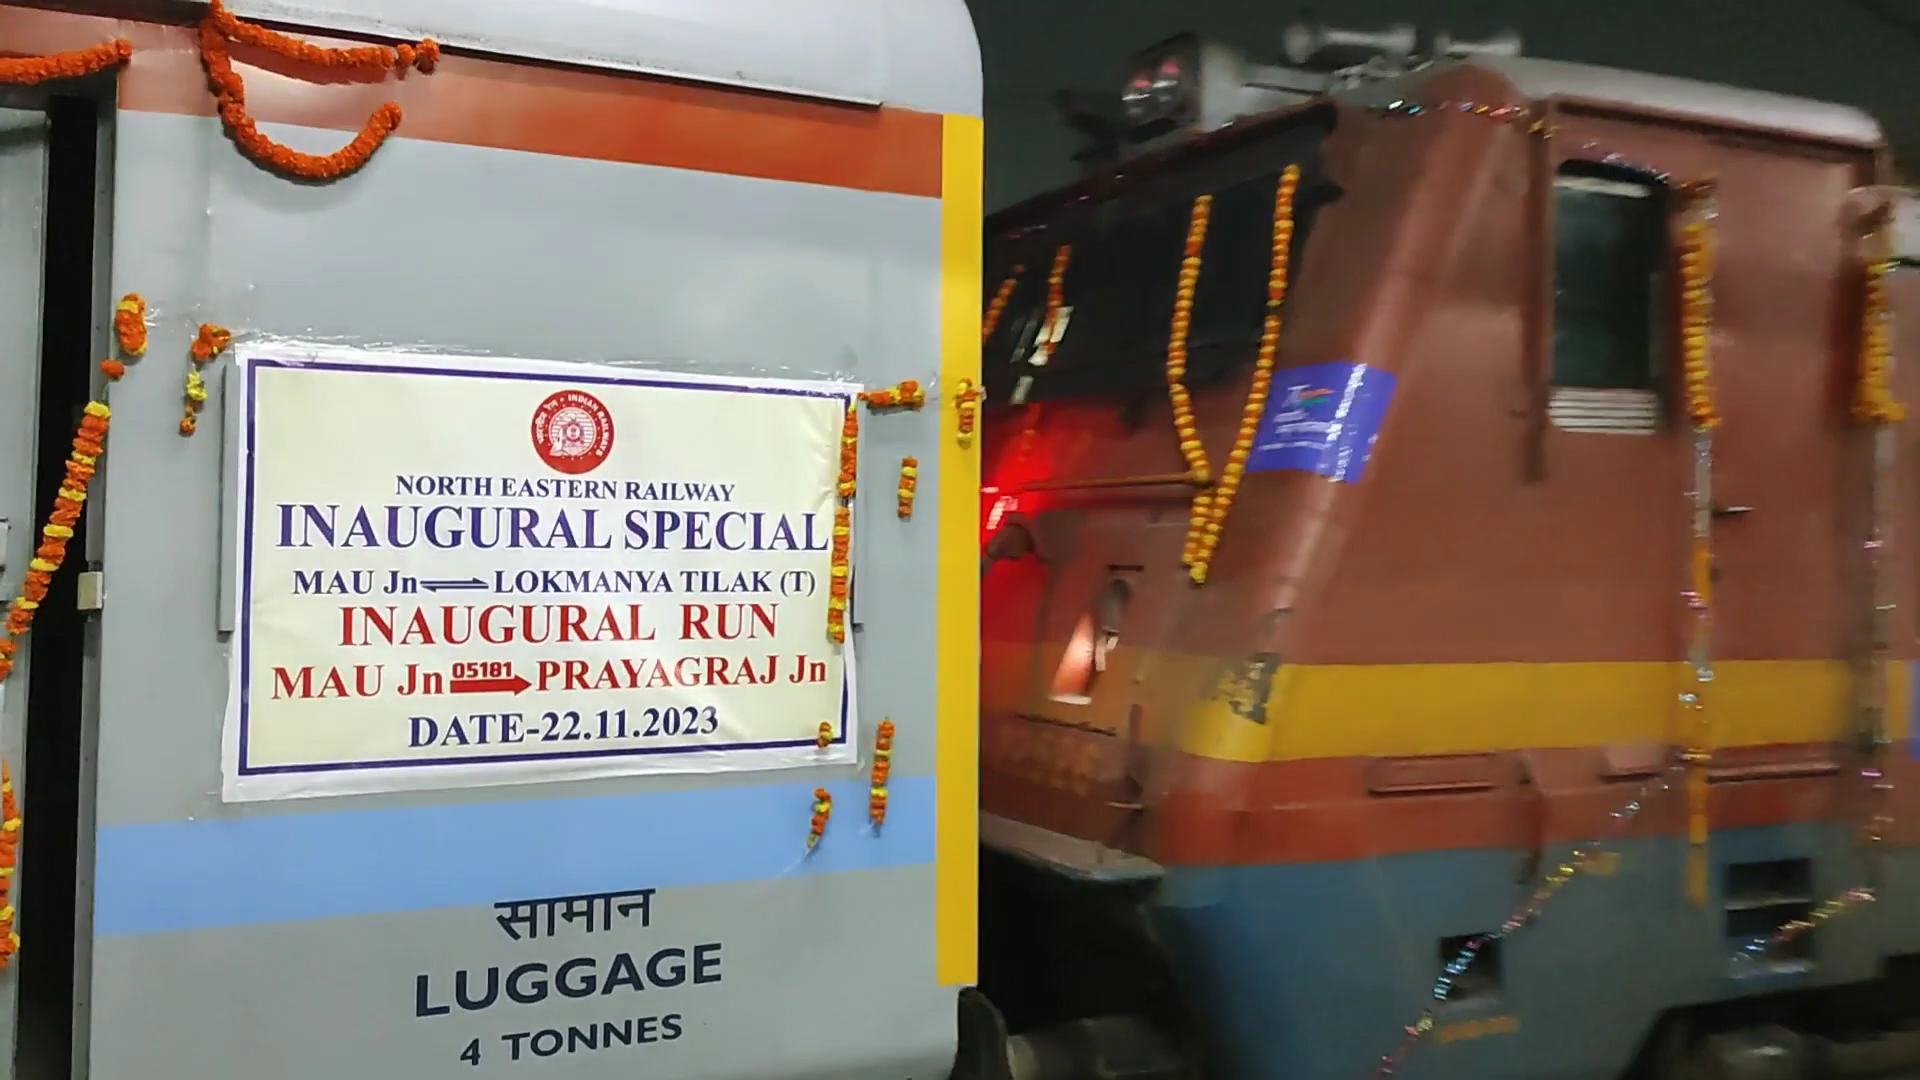 INDIAN RAILWAYS
भारतीय रेल
NORTH EASTERN RAILWAY
INAUGURAL SPECIAL
MAU Jn ⇌ LOKMANYA TILAK (T)
INAUGURAL RUN
MAU Jn 05181 → PRAYAGRAJ Jn
DATE-22.11.2023
सामान
LUGGAGE
4 TONNES